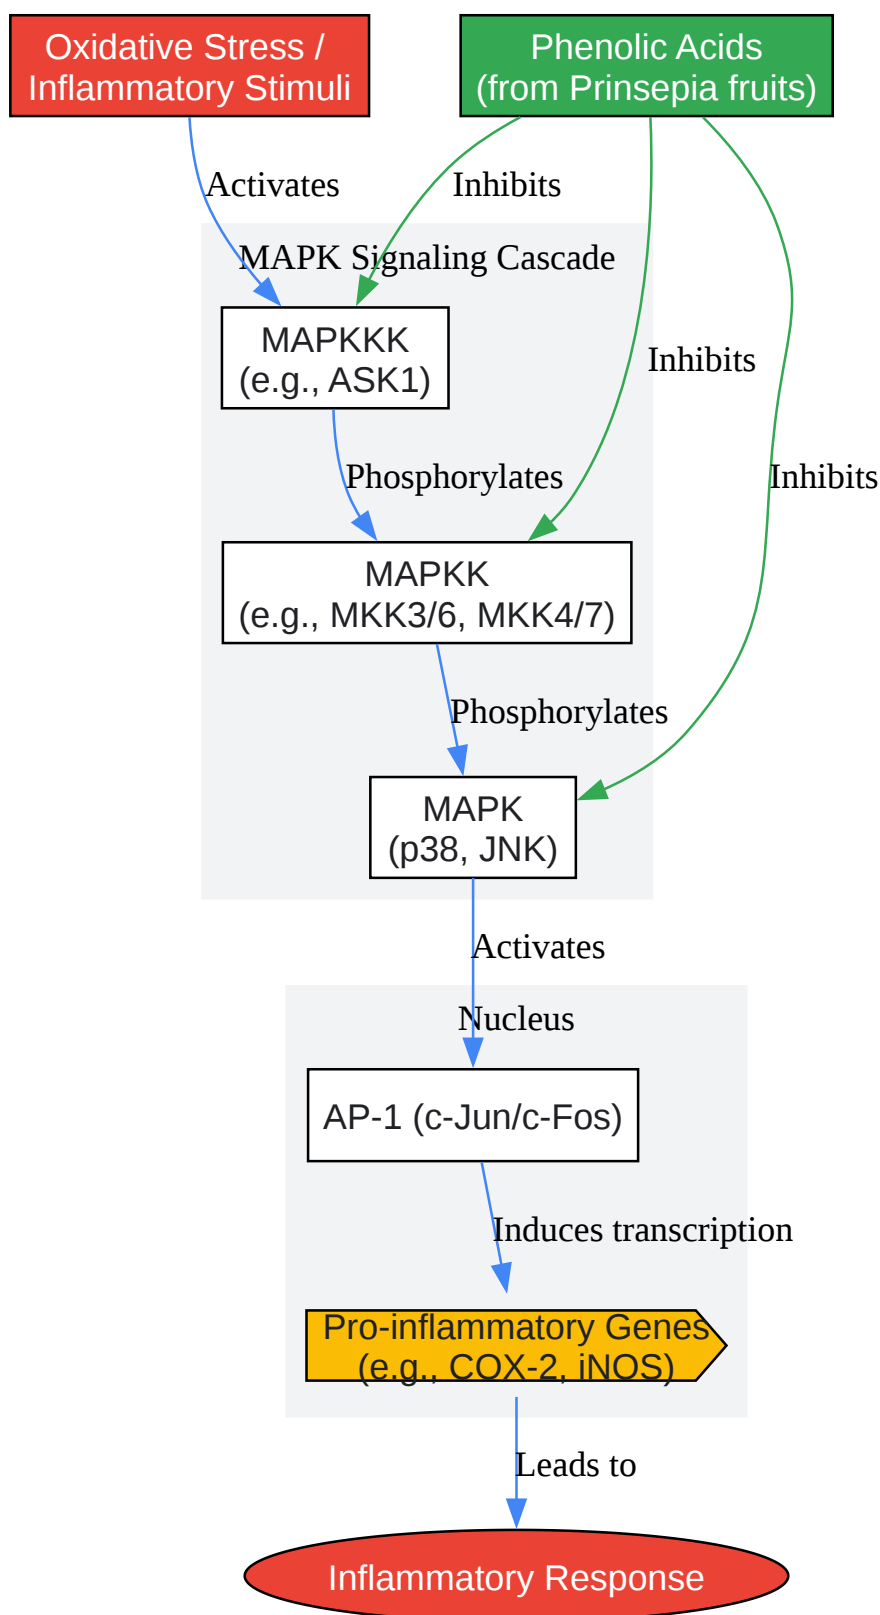 Oxidative Stress /
Inflammatory Stimuli
Phenolic Acids
(from Prinsepia fruits)
Activates
Inhibits
MAPK Signaling Cascade
MAPKKK
(e.g., ASK1)
Inhibits
Phosphorylates
Inhibits
MAPKK
(e.g., MKK3/6, MKK4/7)
Phosphorylates
MAPK
(p38, JNK)
Activates
Nucleus
AP-1 (c-Jun/c-Fos)
Induces transcription
Pro-inflammatory Genes
(e.g., COX-2, iNOS)
Leads to
Inflammatory Response